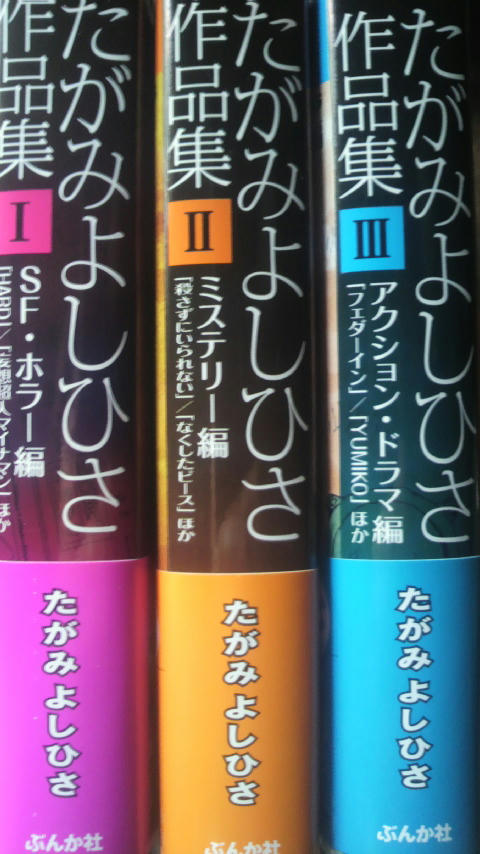 たがみよしひさ
作品集
I
SF・ホラー編
「HARD」/「妄想超人マイナマン」ほか
たがみよしひさ
ぶんか社
たがみよしひさ
作品集
II
ミステリー編
「殺さずにいられない」/「なくしたピース」ほか
たがみよしひさ
ぶんか社
たがみよしひさ
作品集
III
アクション・ドラマ編
「フェダーイン」/「YUMIKO」ほか
たがみよしひさ
ぶんか社